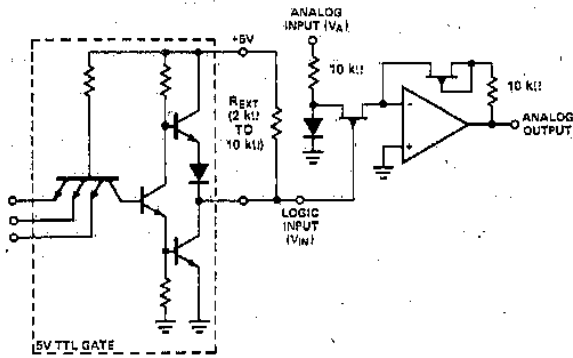 ANALOG
INPUT (VA)
+5V
10 kΩ
REXT
(2 kΩ
TO
10 kΩ)
10 kΩ
ANALOG
OUTPUT
-
+
LOGIC
INPUT
(VIN)
5V TTL GATE